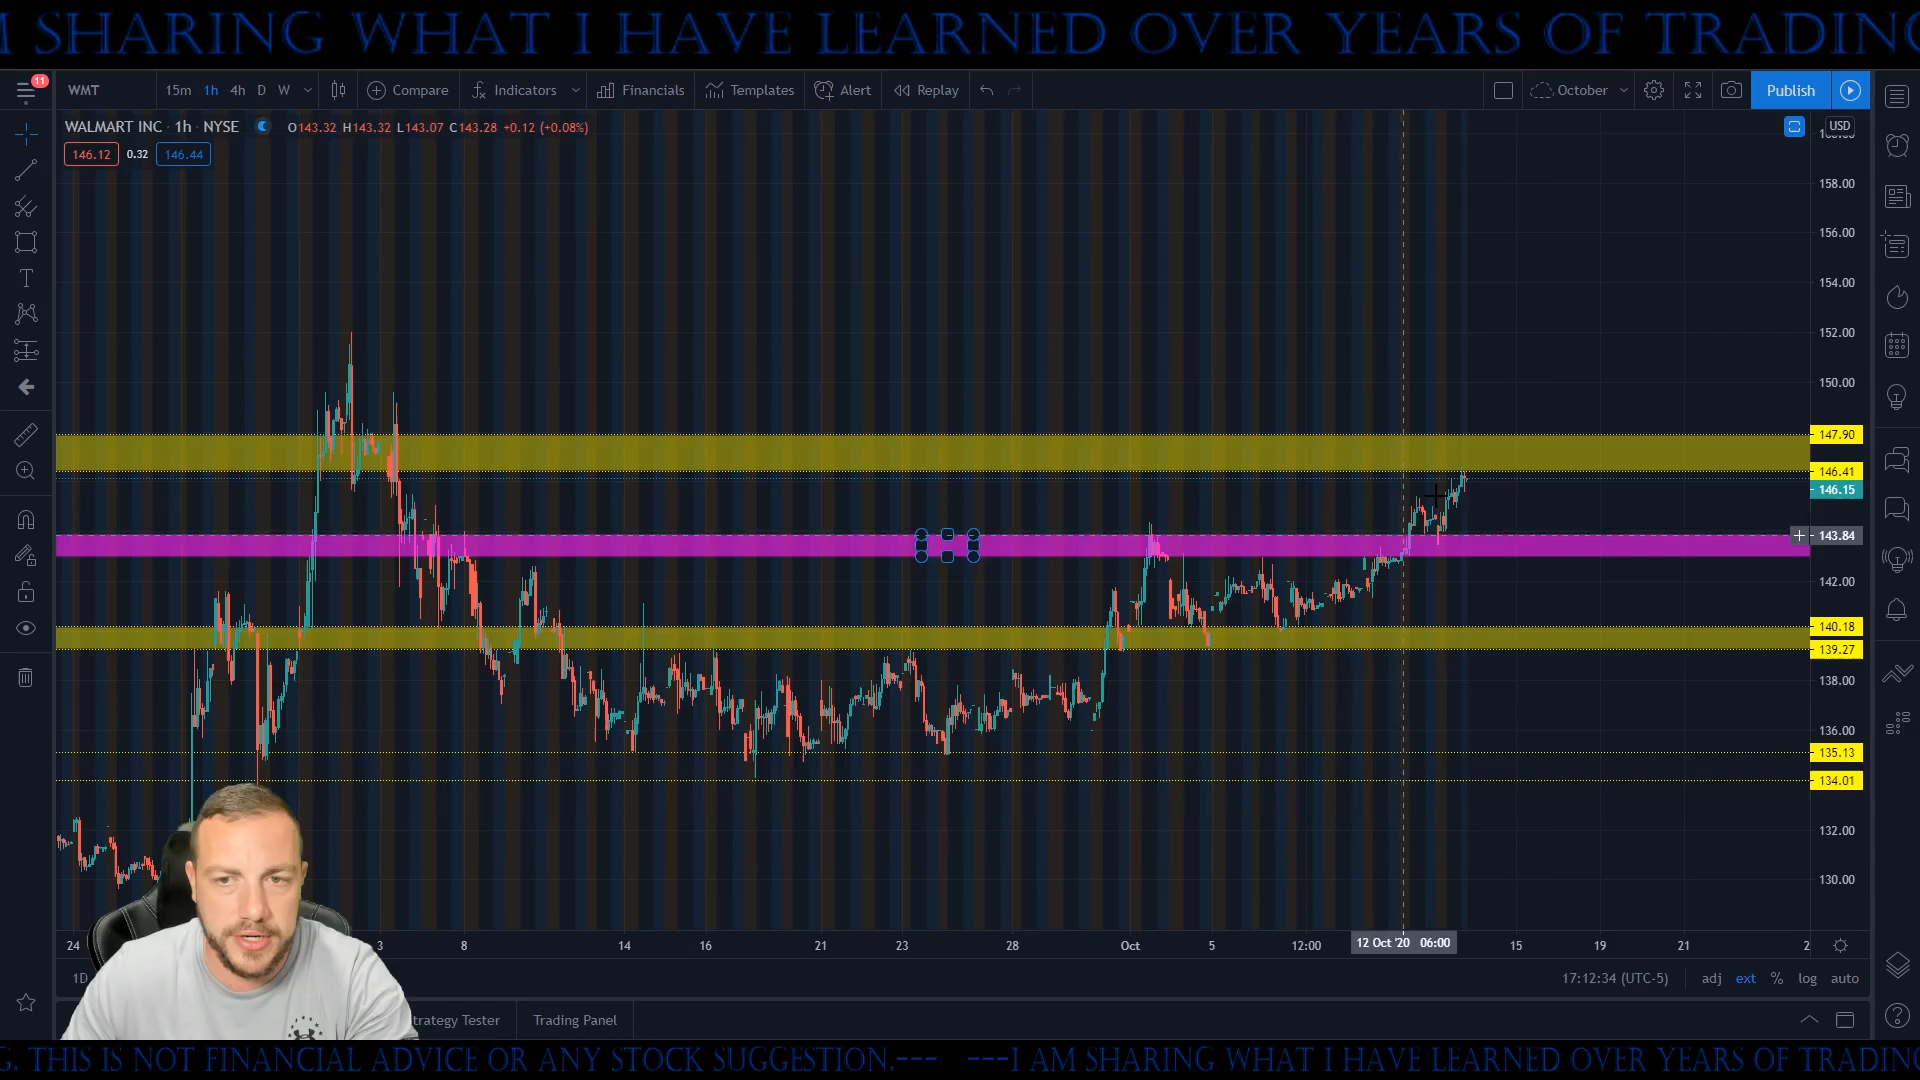 M SHARING WHAT I HAVE LEARNED OVER YEARS OF TRADING
11
WMT 15m 1h 4h D W Compare Indicators Financials Templates Alert Replay October Publish
WALMART INC · 1h · NYSE O143.32 H143.32 L143.07 C143.28 +0.12 (+0.08%)
USD
146.12 0.32 146.44
158.00
156.00
154.00
152.00
150.00
147.90
146.41
146.15
143.84
142.00
140.18
139.27
138.00
136.00
135.13
134.01
132.00
130.00
24 3 8 14 16 21 23 28 Oct 5 12:00 12 Oct '20 06:00 15 19 21 2
1D 17:12:34 (UTC-5) adj ext % log auto
trategy Tester Trading Panel
G. THIS IS NOT FINANCIAL ADVICE OR ANY STOCK SUGGESTION.--- ---I AM SHARING WHAT I HAVE LEARNED OVER YEARS OF TRADING